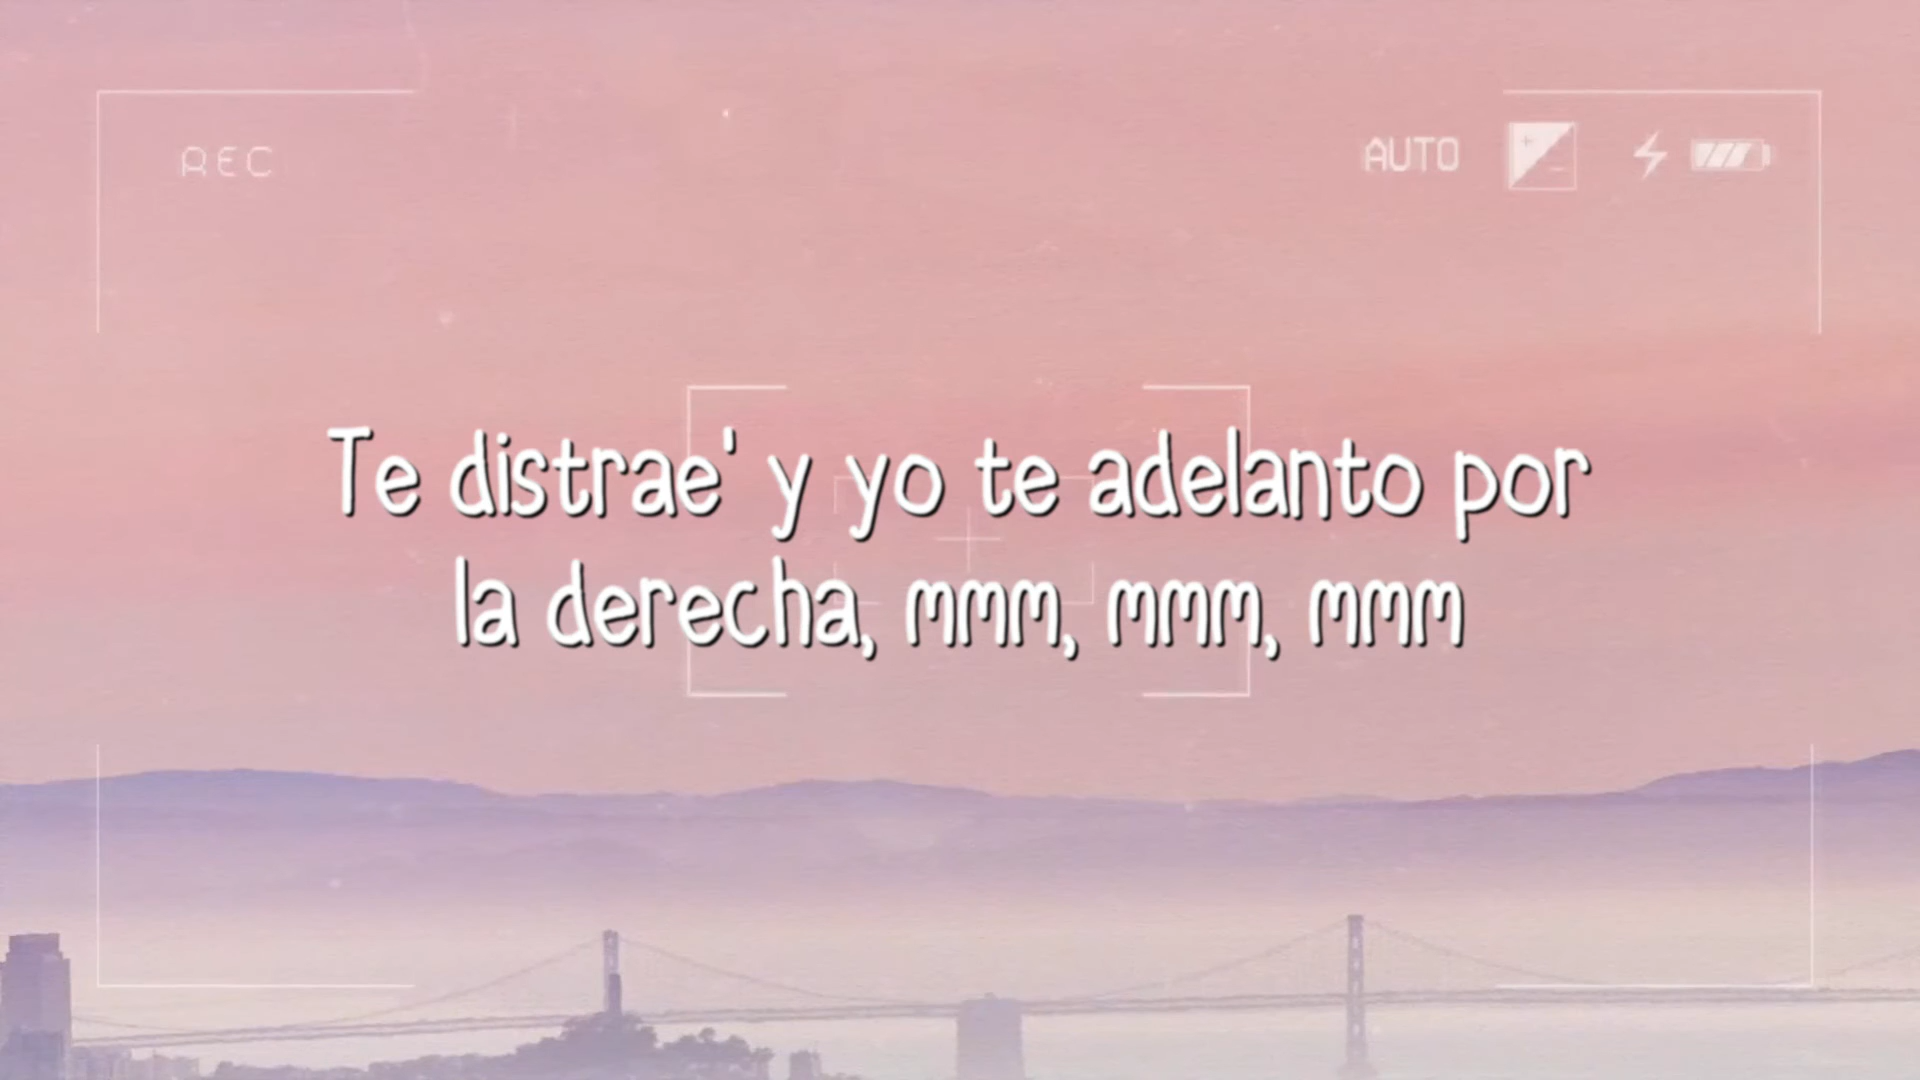 REC
AUTO
Te distrae' y yo te adelanto por
la derecha, mmm, mmm, mmm